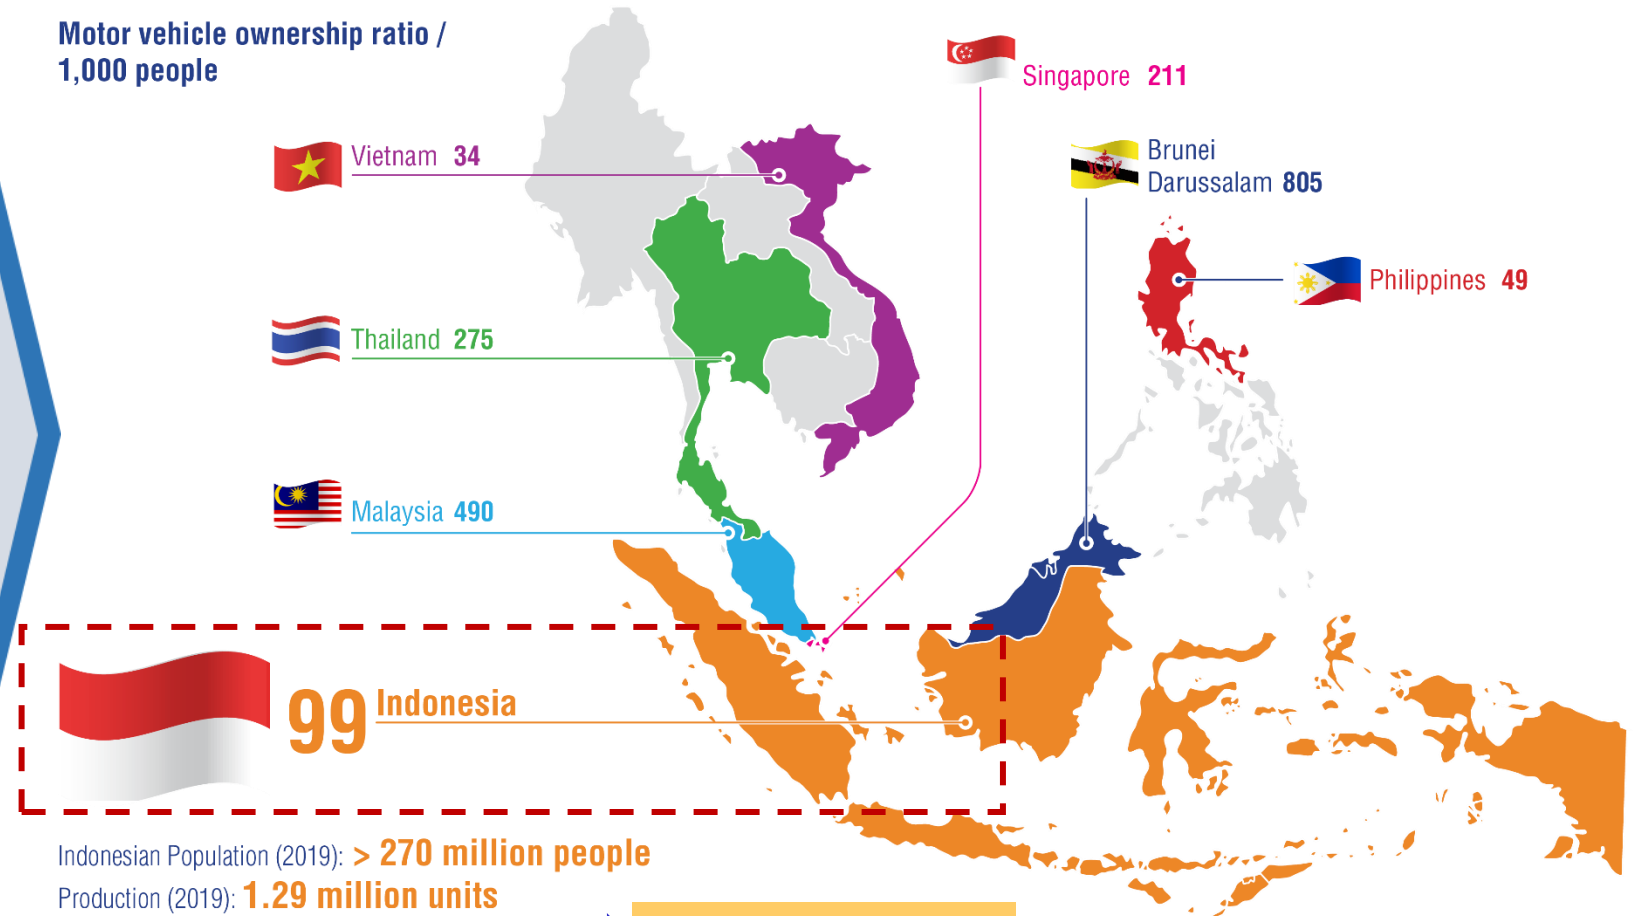 Motor vehicle ownership ratio /
1,000 people
Singapore 211
Vietnam 34
Brunei
Darussalam 805
Philippines 49
Thailand 275
Malaysia 490
99 Indonesia
Indonesian Population (2019): > 270 million people
Production (2019): 1.29 million units